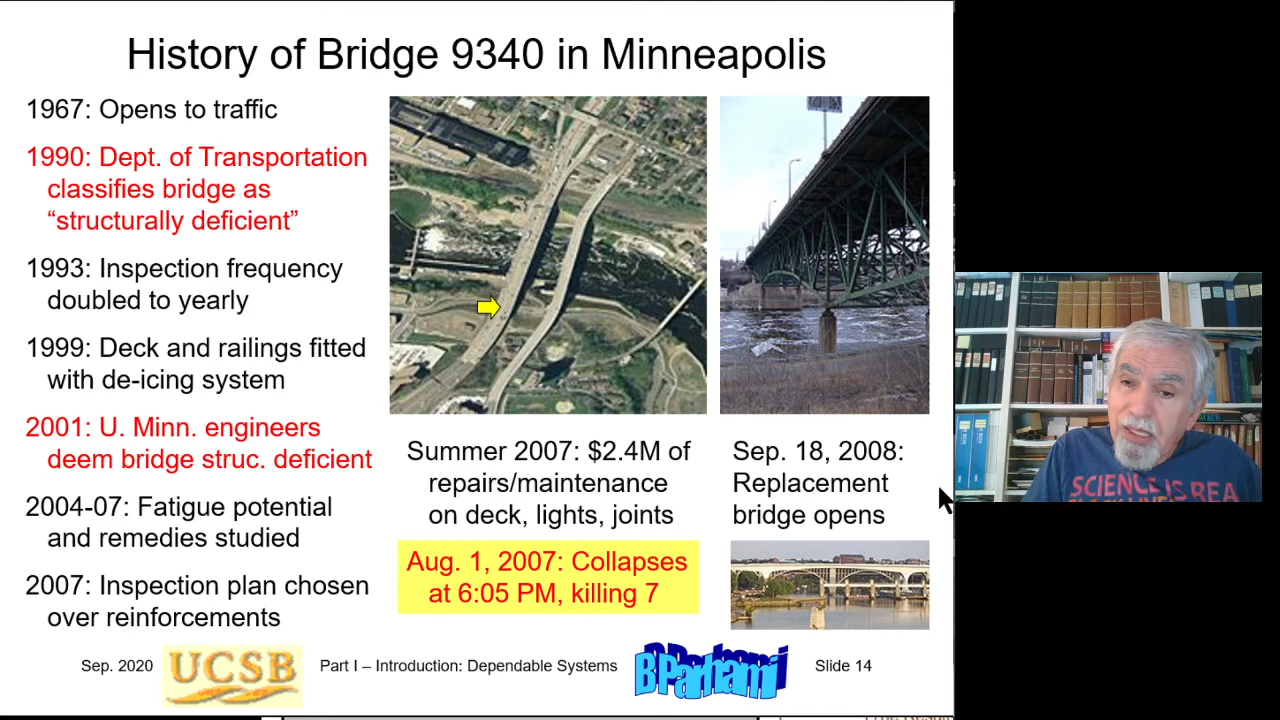 History of Bridge 9340 in Minneapolis
1967: Opens to traffic
1990: Dept. of Transportation
classifies bridge as
“structurally deficient”
1993: Inspection frequency
doubled to yearly
1999: Deck and railings fitted
with de-icing system
2001: U. Minn. engineers
deem bridge struc. deficient
2004-07: Fatigue potential
and remedies studied
2007: Inspection plan chosen
over reinforcements
Summer 2007: $2.4M of
repairs/maintenance
on deck, lights, joints
Aug. 1, 2007: Collapses
at 6:05 PM, killing 7
Sep. 18, 2008:
Replacement
bridge opens
Sep. 2020
UCSB
Part I – Introduction: Dependable Systems
B Parhami
Slide 14
SCIENCE IS REA